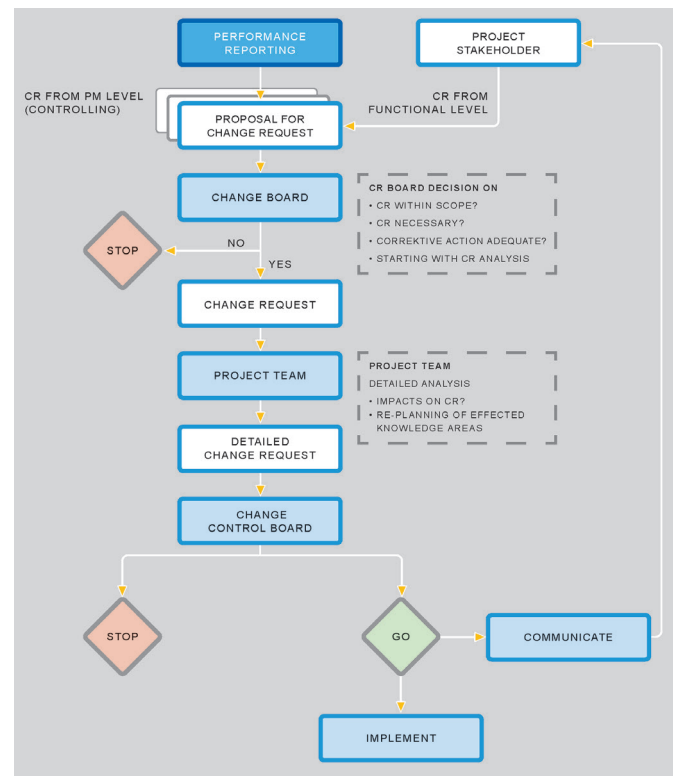 PERFORMANCE
REPORTING
PROJECT
STAKEHOLDER
CR FROM PM LEVEL
(CONTROLLING)
CR FROM
FUNCTIONAL LEVEL
PROPOSAL FOR
CHANGE REQUEST
CHANGE BOARD
CR BOARD DECISION ON
• CR WITHIN SCOPE?
• CR NECESSARY?
• CORREKTIVE ACTION ADEQUATE?
• STARTING WITH CR ANALYSIS
NO
STOP
YES
CHANGE REQUEST
PROJECT TEAM
PROJECT TEAM
DETAILED ANALYSIS
• IMPACTS ON CR?
• RE-PLANNING OF EFFECTED
KNOWLEDGE AREAS
DETAILED
CHANGE REQUEST
CHANGE
CONTROL BOARD
STOP
GO
COMMUNICATE
IMPLEMENT